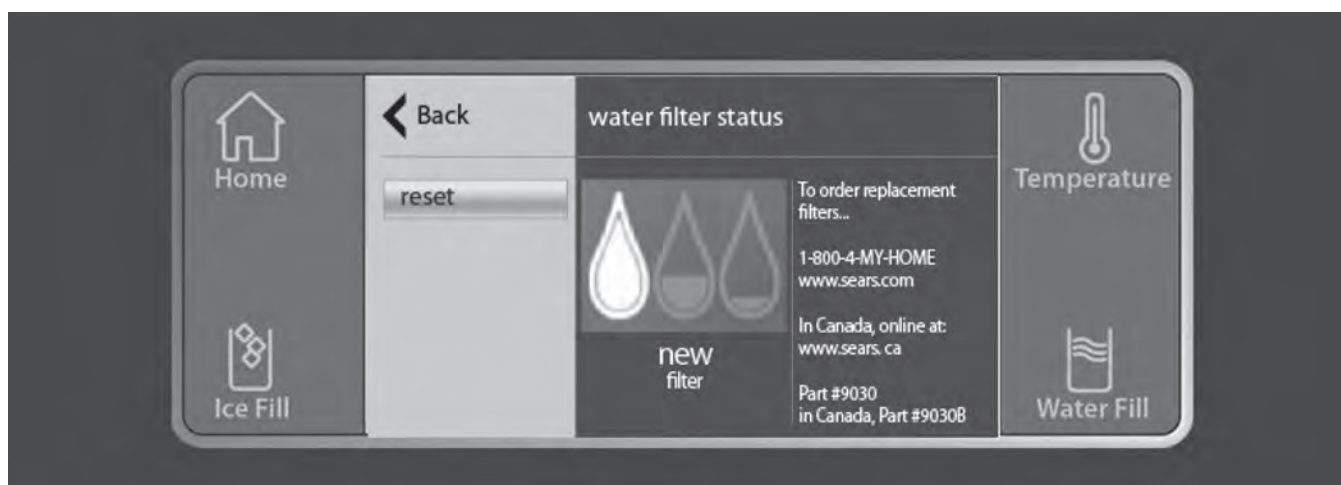 Home
Ice Fill
Back
reset
water filter status
new
filter
To order replacement
filters...
1-800-4-MY-HOME
www.sears.com
In Canada, online at:
www.sears. ca
Part #9030
in Canada, Part #9030B
Temperature
Water Fill